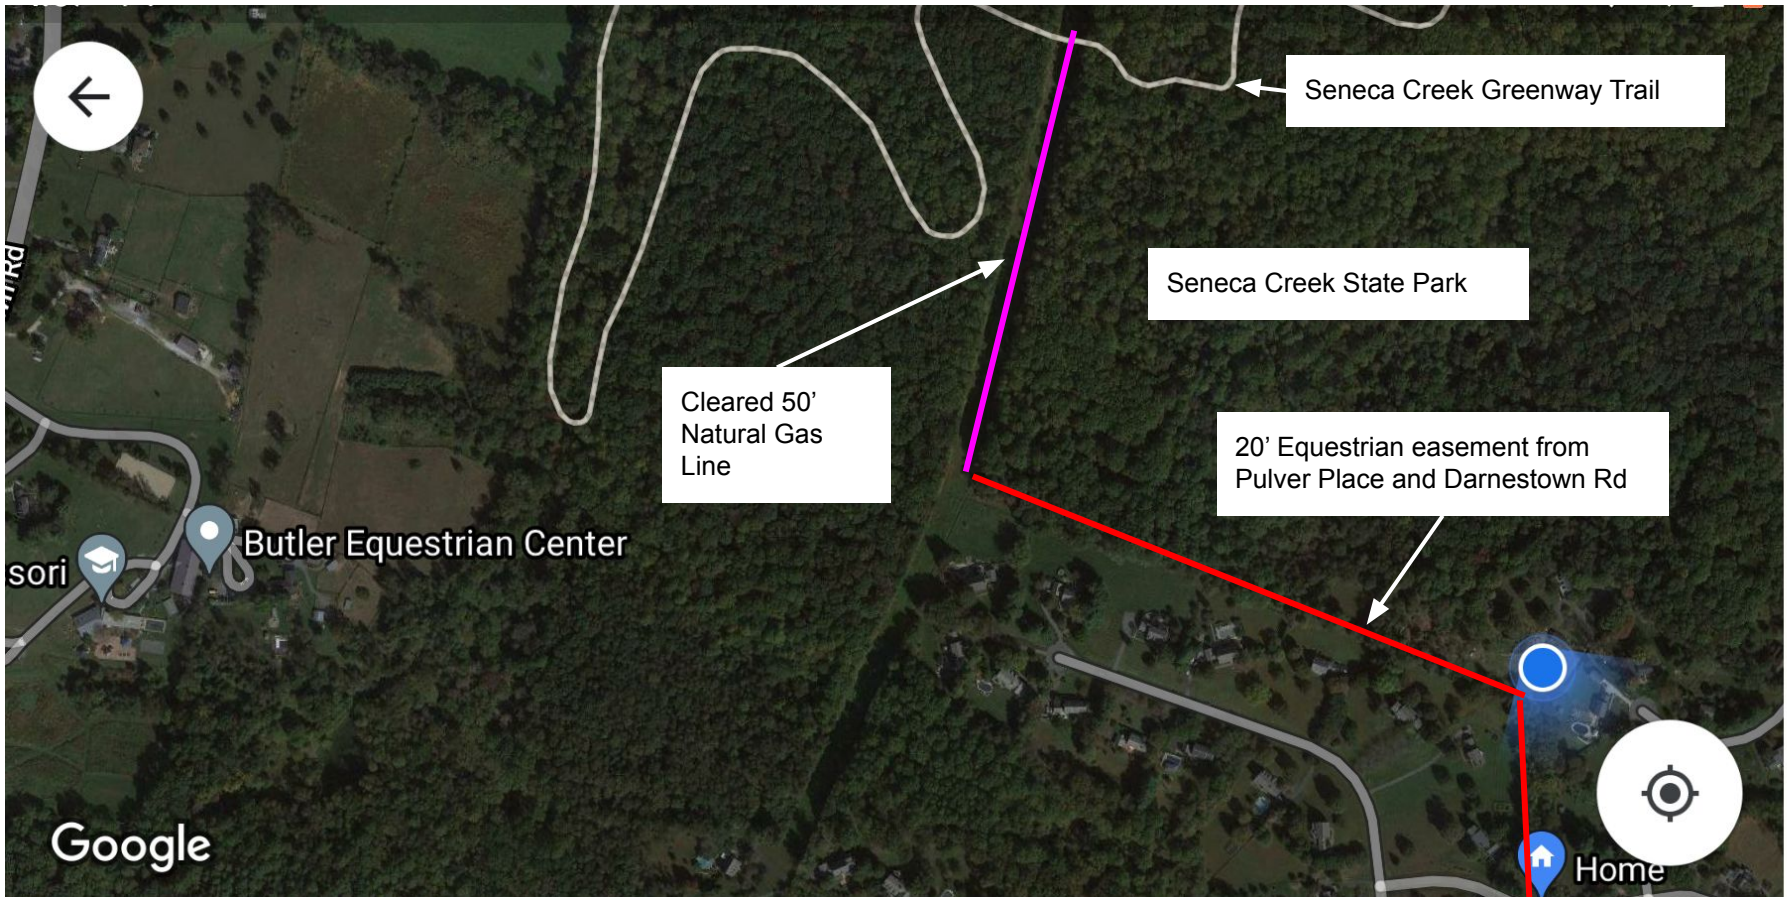 Seneca Creek Greenway Trail
Rd
Seneca Creek State Park
Cleared 50’
Natural Gas
Line
20’ Equestrian easement from
Pulver Place and Darnestown Rd
Butler Equestrian Center
sori
Google
Home